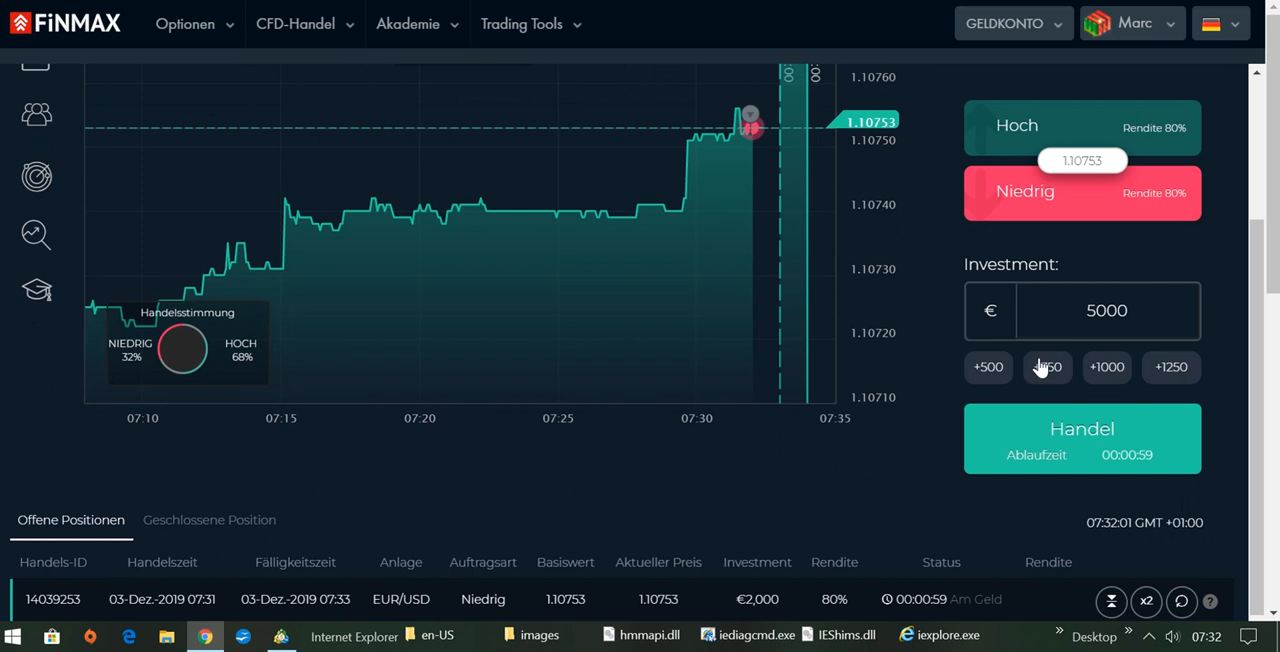 FiNMAX Optionen CFD-Handel Akademie Trading Tools GELDKONTO Marc
1.10760
1.10753
1.10750
1.10740
1.10730
1.10720
1.10710
Handelsstimmung
NIEDRIG HOCH
32% 68%
07:10 07:15 07:20 07:25 07:30 07:35
Hoch Rendite 80%
1.10753
Niedrig Rendite 80%
Investment:
€ 5000
+500 +1000 +1250
Handel
Ablaufzeit 00:00:59
Offene Positionen Geschlossene Position 07:32:01 GMT +01:00
Handels-ID Handelszeit Fälligkeitszeit Anlage Auftragsart Basiswert Aktueller Preis Investment Rendite Status Rendite
14039253 03-Dez.-2019 07:31 03-Dez.-2019 07:33 EUR/USD Niedrig 1.10753 1.10753 €2,000 80% 00:00:59 Am Geld x2 ?
Internet Explorer en-US images hmmapi.dll iediagcmd.exe IEShims.dll iexplore.exe » Desktop » 07:32